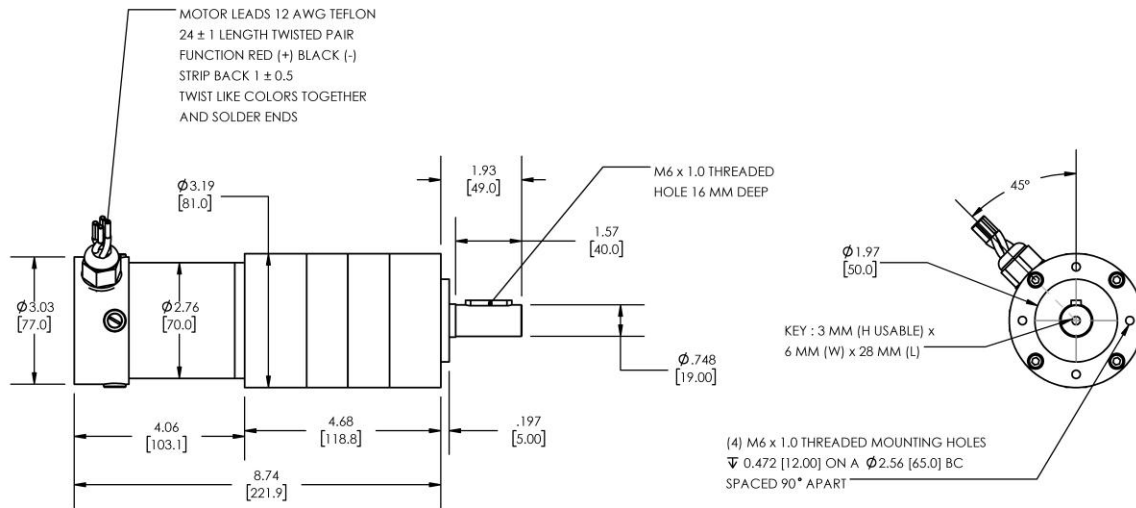 MOTOR LEADS 12 AWG TEFLON
24 ± 1 LENGTH TWISTED PAIR
FUNCTION RED (+) BLACK (-)
STRIP BACK 1 ± 0.5
TWIST LIKE COLORS TOGETHER
AND SOLDER ENDS
Ø3.19
[81.0]
1.93
[49.0]
M6 x 1.0 THREADED
HOLE 16 MM DEEP
1.57
[40.0]
45°
Ø1.97
[50.0]
Ø3.03
[77.0]
Ø2.76
[70.0]
KEY : 3 MM (H USABLE) x
6 MM (W) x 28 MM (L)
Ø.748
[19.00]
4.06
[103.1]
4.68
[118.8]
.197
[5.00]
8.74
[221.9]
(4) M6 x 1.0 THREADED MOUNTING HOLES
↧ 0.472 [12.00] ON A Ø2.56 [65.0] BC
SPACED 90° APART